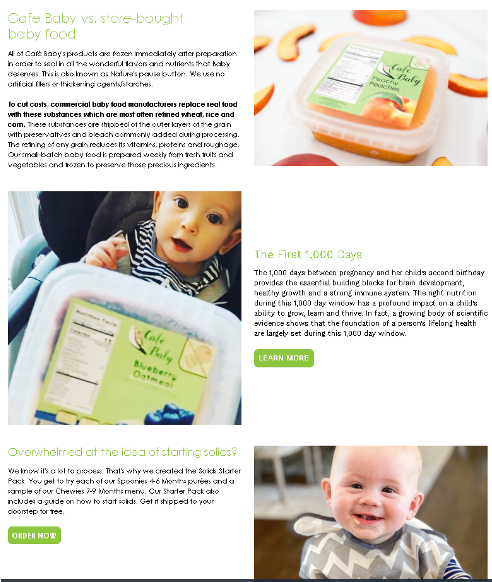 Cafe Baby vs. store-bought
baby food
All of Café Baby's products are frozen immediately after preparation
in order to seal in all the wonderful flavors and nutrients that Baby
deserves. This is also known as Nature's pause button. We use no
artificial fillers or thickening agents/starches.
To cut costs, commercial baby food manufacturers replace real food
with these substances which are most often refined wheat, rice and
corn. These substances are stripped of the outer layers of the grain
with preservatives and bleach commonly added during processing.
The refining of any grain reduces its vitamins, proteins and roughage.
Our small-batch baby food is prepared weekly from fresh fruits and
vegetables and frozen to preserve those precious ingredients.
Café
Baby
Peachy
Peaches
Nutrition Facts
Café
Baby
Blueberry
Oatmeal
The First 1,000 Days
The 1,000 days between pregnancy and her child's second birthday
provides the essential building blocks for brain development,
healthy growth and a strong immune system. The right nutrition
during this 1,000 day window has a profound impact on a child's
ability to grow, learn and thrive. In fact, a growing body of scientific
evidence shows that the foundation of a person's lifelong health
are largely set during this 1,000 day window.
LEARN MORE
Overwhelmed at the idea of starting solids?
We know it's a lot to process. That's why we created the Solids Starter
Pack. You get to try each of our Spoonies 4-6 Months purées and a
sample of our Chewies 7-9 Months menu. Our Starter Pack also
includes a guide on how to start solids. Get it shipped to your
doorstep for free.
ORDER NOW